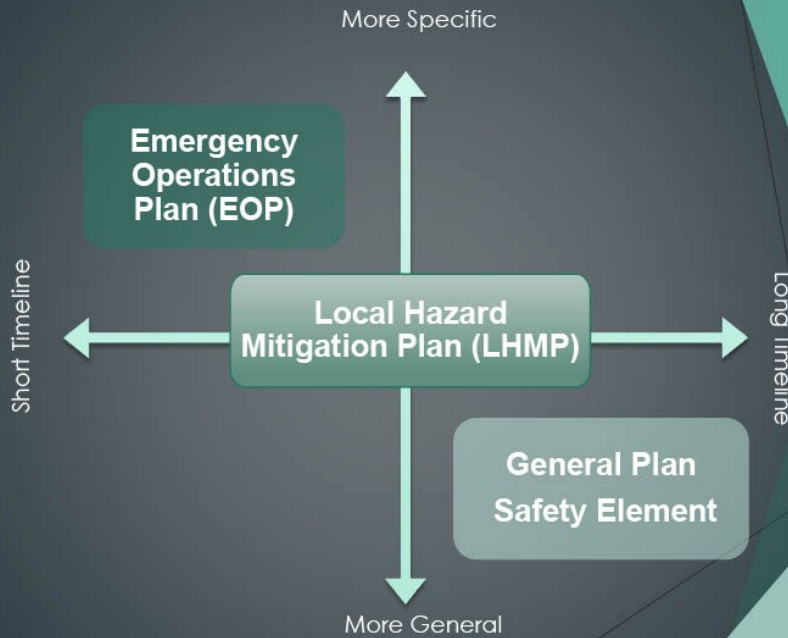 More Specific
Emergency
Operations
Plan (EOP)
Short Timeline
Local Hazard
Mitigation Plan (LHMP)
Long Timeline
General Plan
Safety Element
More General